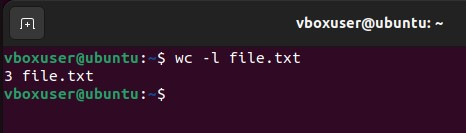 vboxuser@ubuntu: ~
vboxuser@ubuntu:~$ wc -l file.txt
3 file.txt
vboxuser@ubuntu:~$